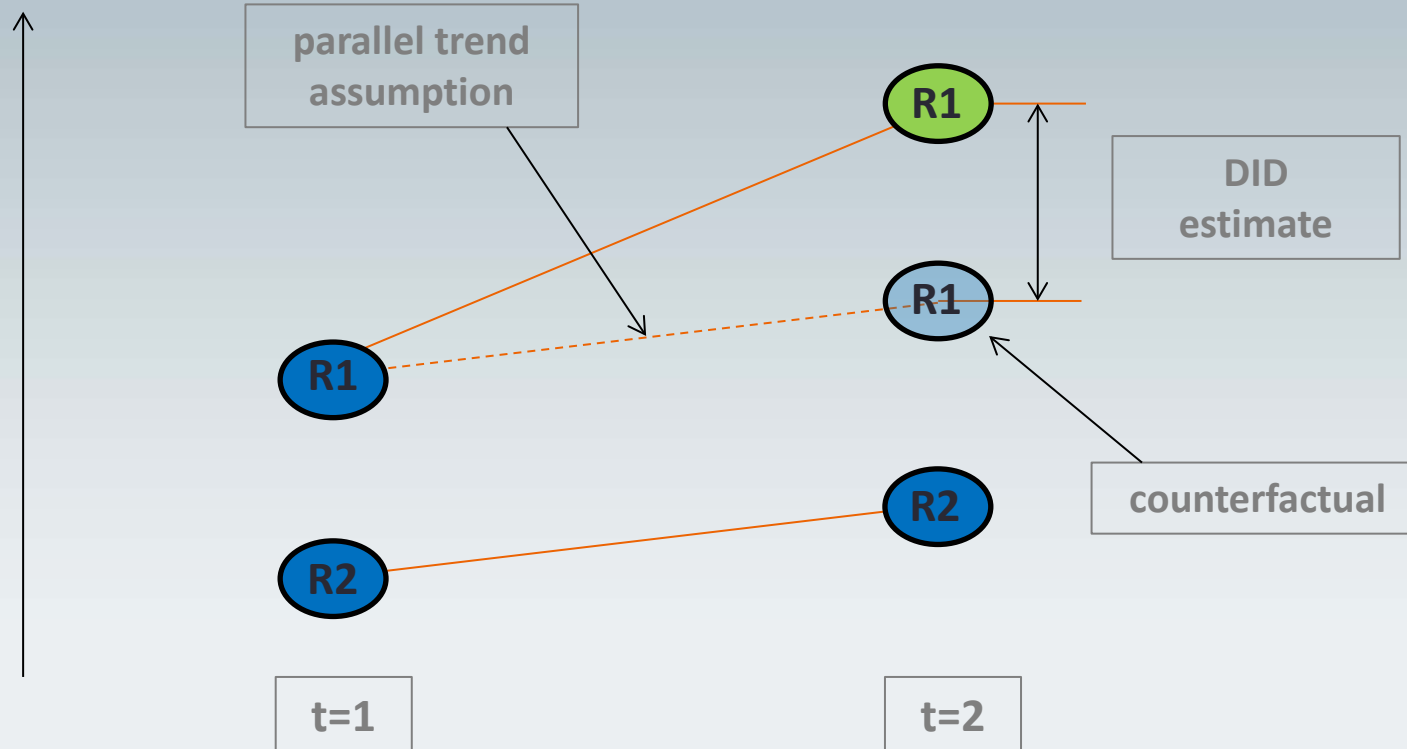 parallel trend
assumption
R1
DID
estimate
R1
R1
counterfactual
R2
R2
t=1
t=2